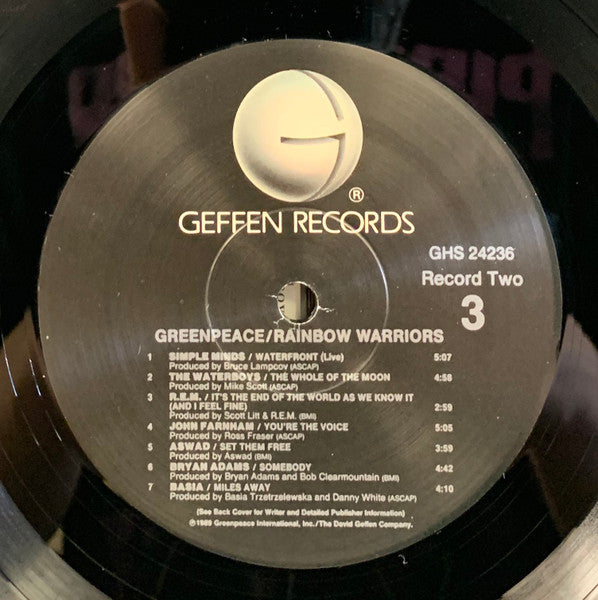 ®
GEFFEN RECORDS
GHS 24236
Record Two
3
GREENPEACE/RAINBOW WARRIORS
1 SIMPLE MINDS / WATERFRONT (Live) 5:07
Produced by Bruce Lampcov (ASCAP)
2 THE WATERBOYS / THE WHOLE OF THE MOON 4:58
Produced by Mike Scott (ASCAP)
3 R.E.M. / IT'S THE END OF THE WORLD AS WE KNOW IT
(AND I FEEL FINE) 2:59
Produced by Scott Litt & R.E.M. (BMI)
4 JOHN FARNHAM / YOU'RE THE VOICE 5:05
Produced by Ross Fraser (ASCAP)
5 ASWAD / SET THEM FREE 3:59
Produced by Aswad (BMI)
6 BRYAN ADAMS / SOMEBODY 4:42
Produced by Bryan Adams and Bob Clearmountain (BMI)
7 BASIA / MILES AWAY 4:10
Produced by Basia Trzetrzelewska and Danny White (ASCAP)
(See Back Cover for Writer and Detailed Publisher Information)
℗1989 Greenpeace International, Inc./The David Geffen Company.